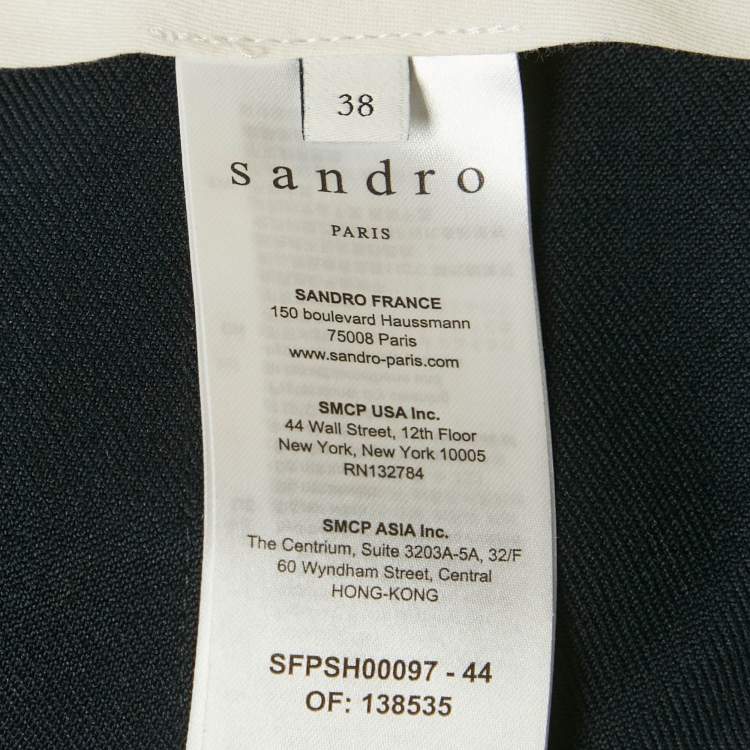 38
sandro
PARIS
SANDRO FRANCE
150 boulevard Haussmann
75008 Paris
www.sandro-paris.com
SMCP USA Inc.
44 Wall Street, 12th Floor
New York, New York 10005
RN132784
SMCP ASIA Inc.
The Centrium, Suite 3203A-5A, 32/F
60 Wyndham Street, Central
HONG-KONG
SFPSH00097 - 44
OF: 138535